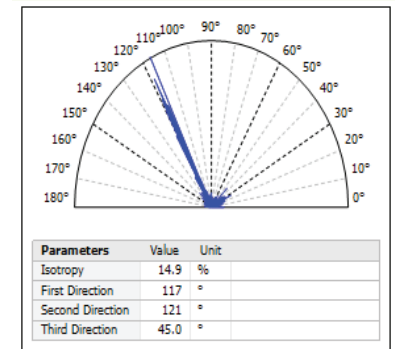 90°
110° 100° 80° 70°
120° 60°
130° 50°
140° 40°
150° 30°
160° 20°
170° 10°
180° 0°
Parameters Value Unit
Isotropy 14.9 %
First Direction 117 °
Second Direction 121 °
Third Direction 45.0 °